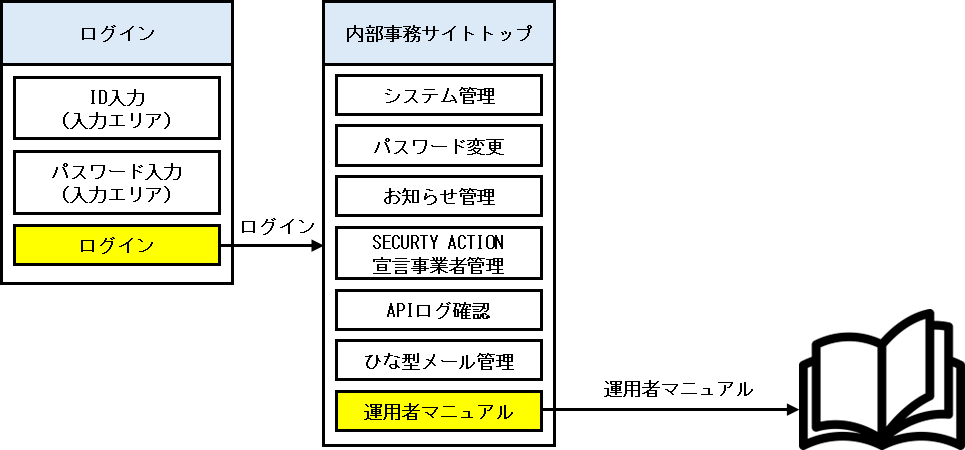 ログイン
ID入力
（入力エリア）
パスワード入力
（入力エリア）
ログイン
ログイン
内部事務サイトトップ
システム管理
パスワード変更
お知らせ管理
SECURTY ACTION
宣言事業者管理
APIログ確認
ひな型メール管理
運用者マニュアル
運用者マニュアル